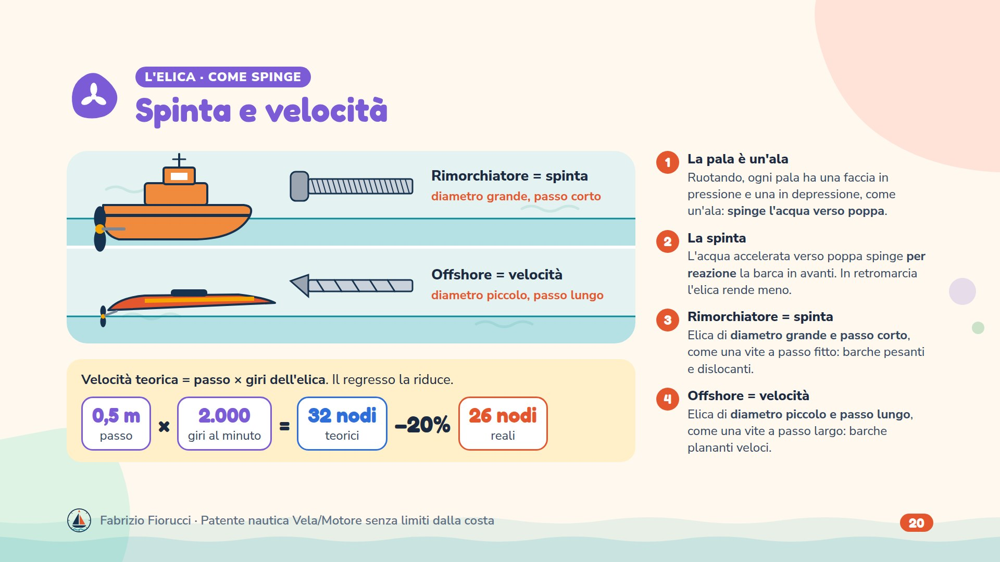 L'ELICA · COME SPINGE
Spinta e velocità
Rimorchiatore = spinta
diametro grande, passo corto
Offshore = velocità
diametro piccolo, passo lungo
Velocità teorica = passo × giri dell'elica. Il regresso la riduce.
0,5 m
passo
×
2.000
giri al minuto
=
32 nodi
teorici
−20%
26 nodi
reali
1
La pala è un'ala
Ruotando, ogni pala ha una faccia in
pressione e una in depressione, come
un'ala: spinge l'acqua verso poppa.
2
La spinta
L'acqua accelerata verso poppa spinge per
reazione la barca in avanti. In retromarcia
l'elica rende meno.
3
Rimorchiatore = spinta
Elica di diametro grande e passo corto,
come una vite a passo fitto: barche pesanti
e dislocanti.
4
Offshore = velocità
Elica di diametro piccolo e passo lungo,
come una vite a passo largo: barche
plananti veloci.
Fabrizio Fiorucci · Patente nautica Vela/Motore senza limiti dalla costa
20